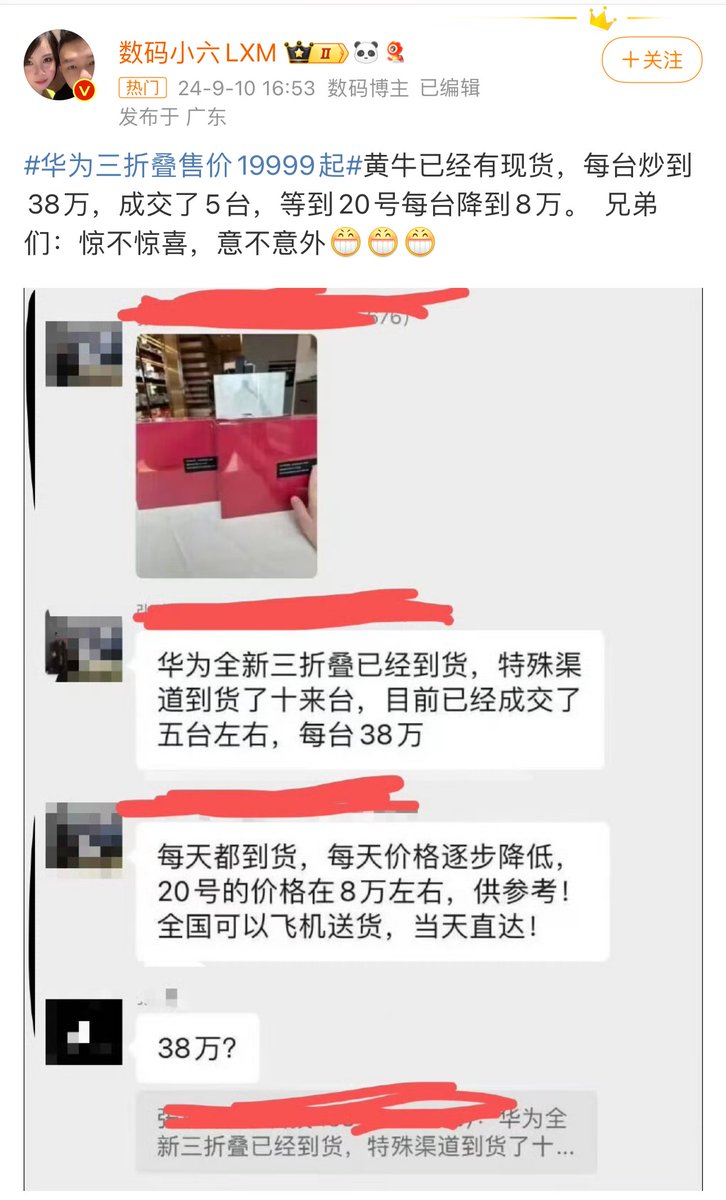 数码小六LXM
II
+关注
热门 24-9-10 16:53 数码博主 已编辑
发布于 广东
#华为三折叠售价19999起#黄牛已经有现货，每台炒到
38万，成交了5台，等到20号每台降到8万。 兄弟
们：惊不惊喜，意不意外
华为全新三折叠已经到货，特殊渠
道到货了十来台，目前已经成交了
五台左右，每台38万
每天都到货，每天价格逐步降低，
20号的价格在8万左右，供参考！
全国可以飞机送货，当天直达！
38万？
华为全
新三折叠已经到货，特殊渠道到货了十...